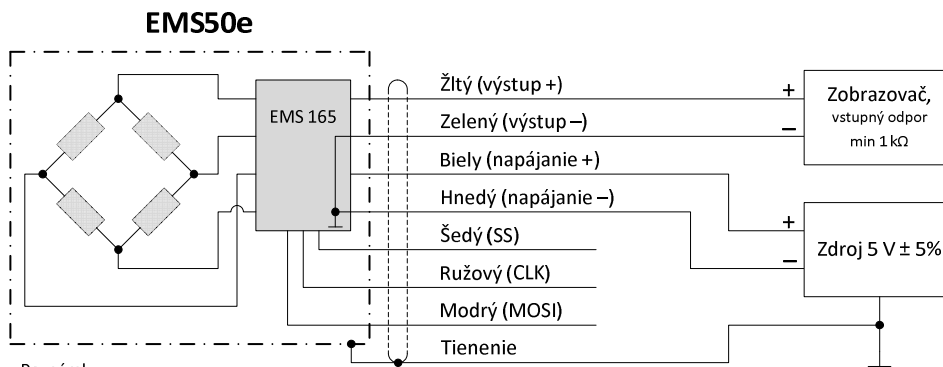 EMS50e
EMS 165
Žltý (výstup +)
Zelený (výstup –)
Biely (napájanie +)
Hnedý (napájanie –)
Šedý (SS)
Ružový (CLK)
Modrý (MOSI)
Tienenie
+
Zobrazovač,
vstupný odpor
–
min 1 kΩ
+
Zdroj 5 V ± 5%
–